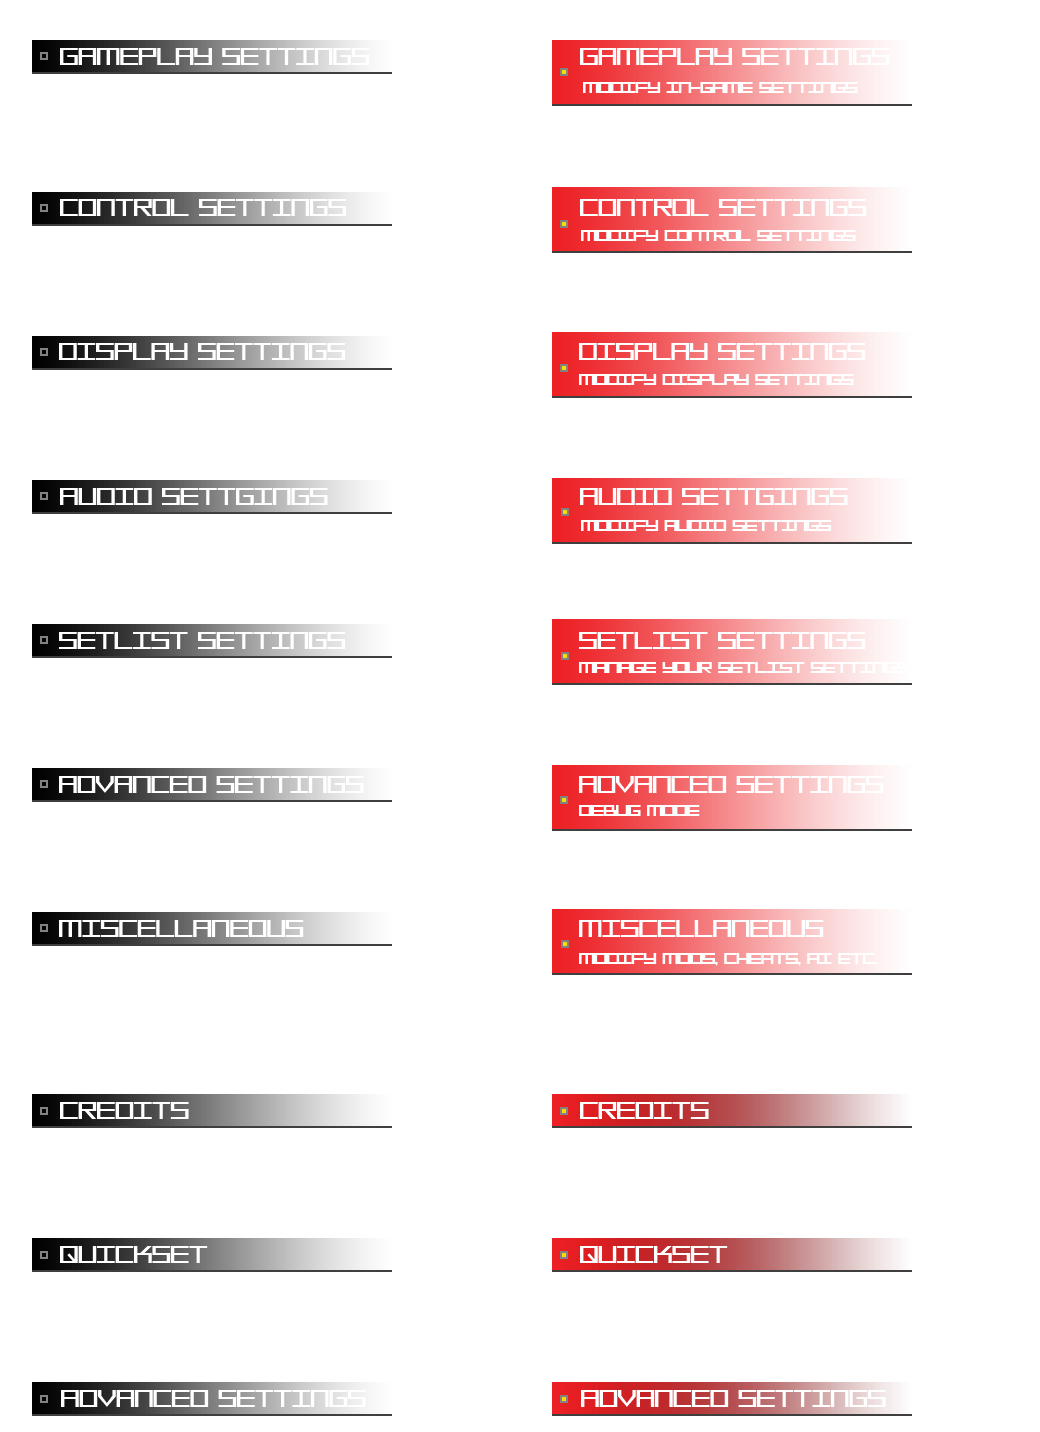 GAMEPLAY SETTINGS
GAMEPLAY SETTINGS
MODIFY IN-GAME SETTINGS
CONTROL SETTINGS
CONTROL SETTINGS
MODIFY CONTROL SETTINGS
DISPLAY SETTINGS
DISPLAY SETTINGS
MODIFY DISPLAY SETTINGS
AUDIO SETTGINGS
AUDIO SETTGINGS
MODIFY AUDIO SETTINGS
SETLIST SETTINGS
SETLIST SETTINGS
MANAGE YOUR SETLIST SETTINGS
ADVANCED SETTINGS
ADVANCED SETTINGS
DEBUG MODE
MISCELLANEOUS
MISCELLANEOUS
MODIFY MODS, CHEATS, AI ETC.
CREDITS
CREDITS
QUICKSET
QUICKSET
ADVANCED SETTINGS
ADVANCED SETTINGS